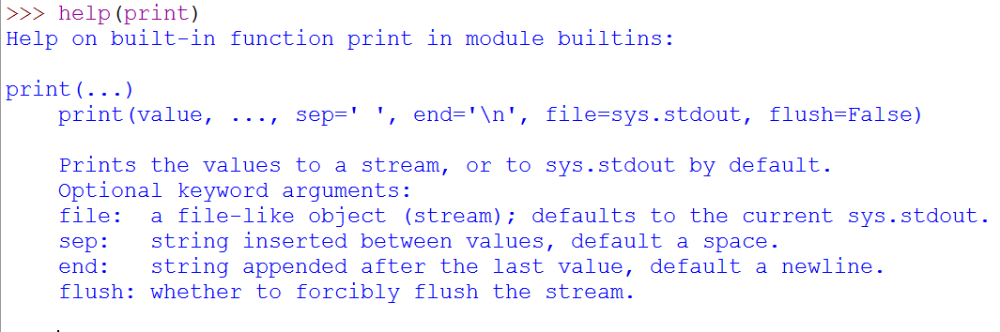 >>> help(print)
Help on built-in function print in module builtins:
print(...)
print(value, ..., sep=' ', end='\n', file=sys.stdout, flush=False)
Prints the values to a stream, or to sys.stdout by default.
Optional keyword arguments:
file:  a file-like object (stream); defaults to the current sys.stdout.
sep:   string inserted between values, default a space.
end:   string appended after the last value, default a newline.
flush: whether to forcibly flush the stream.